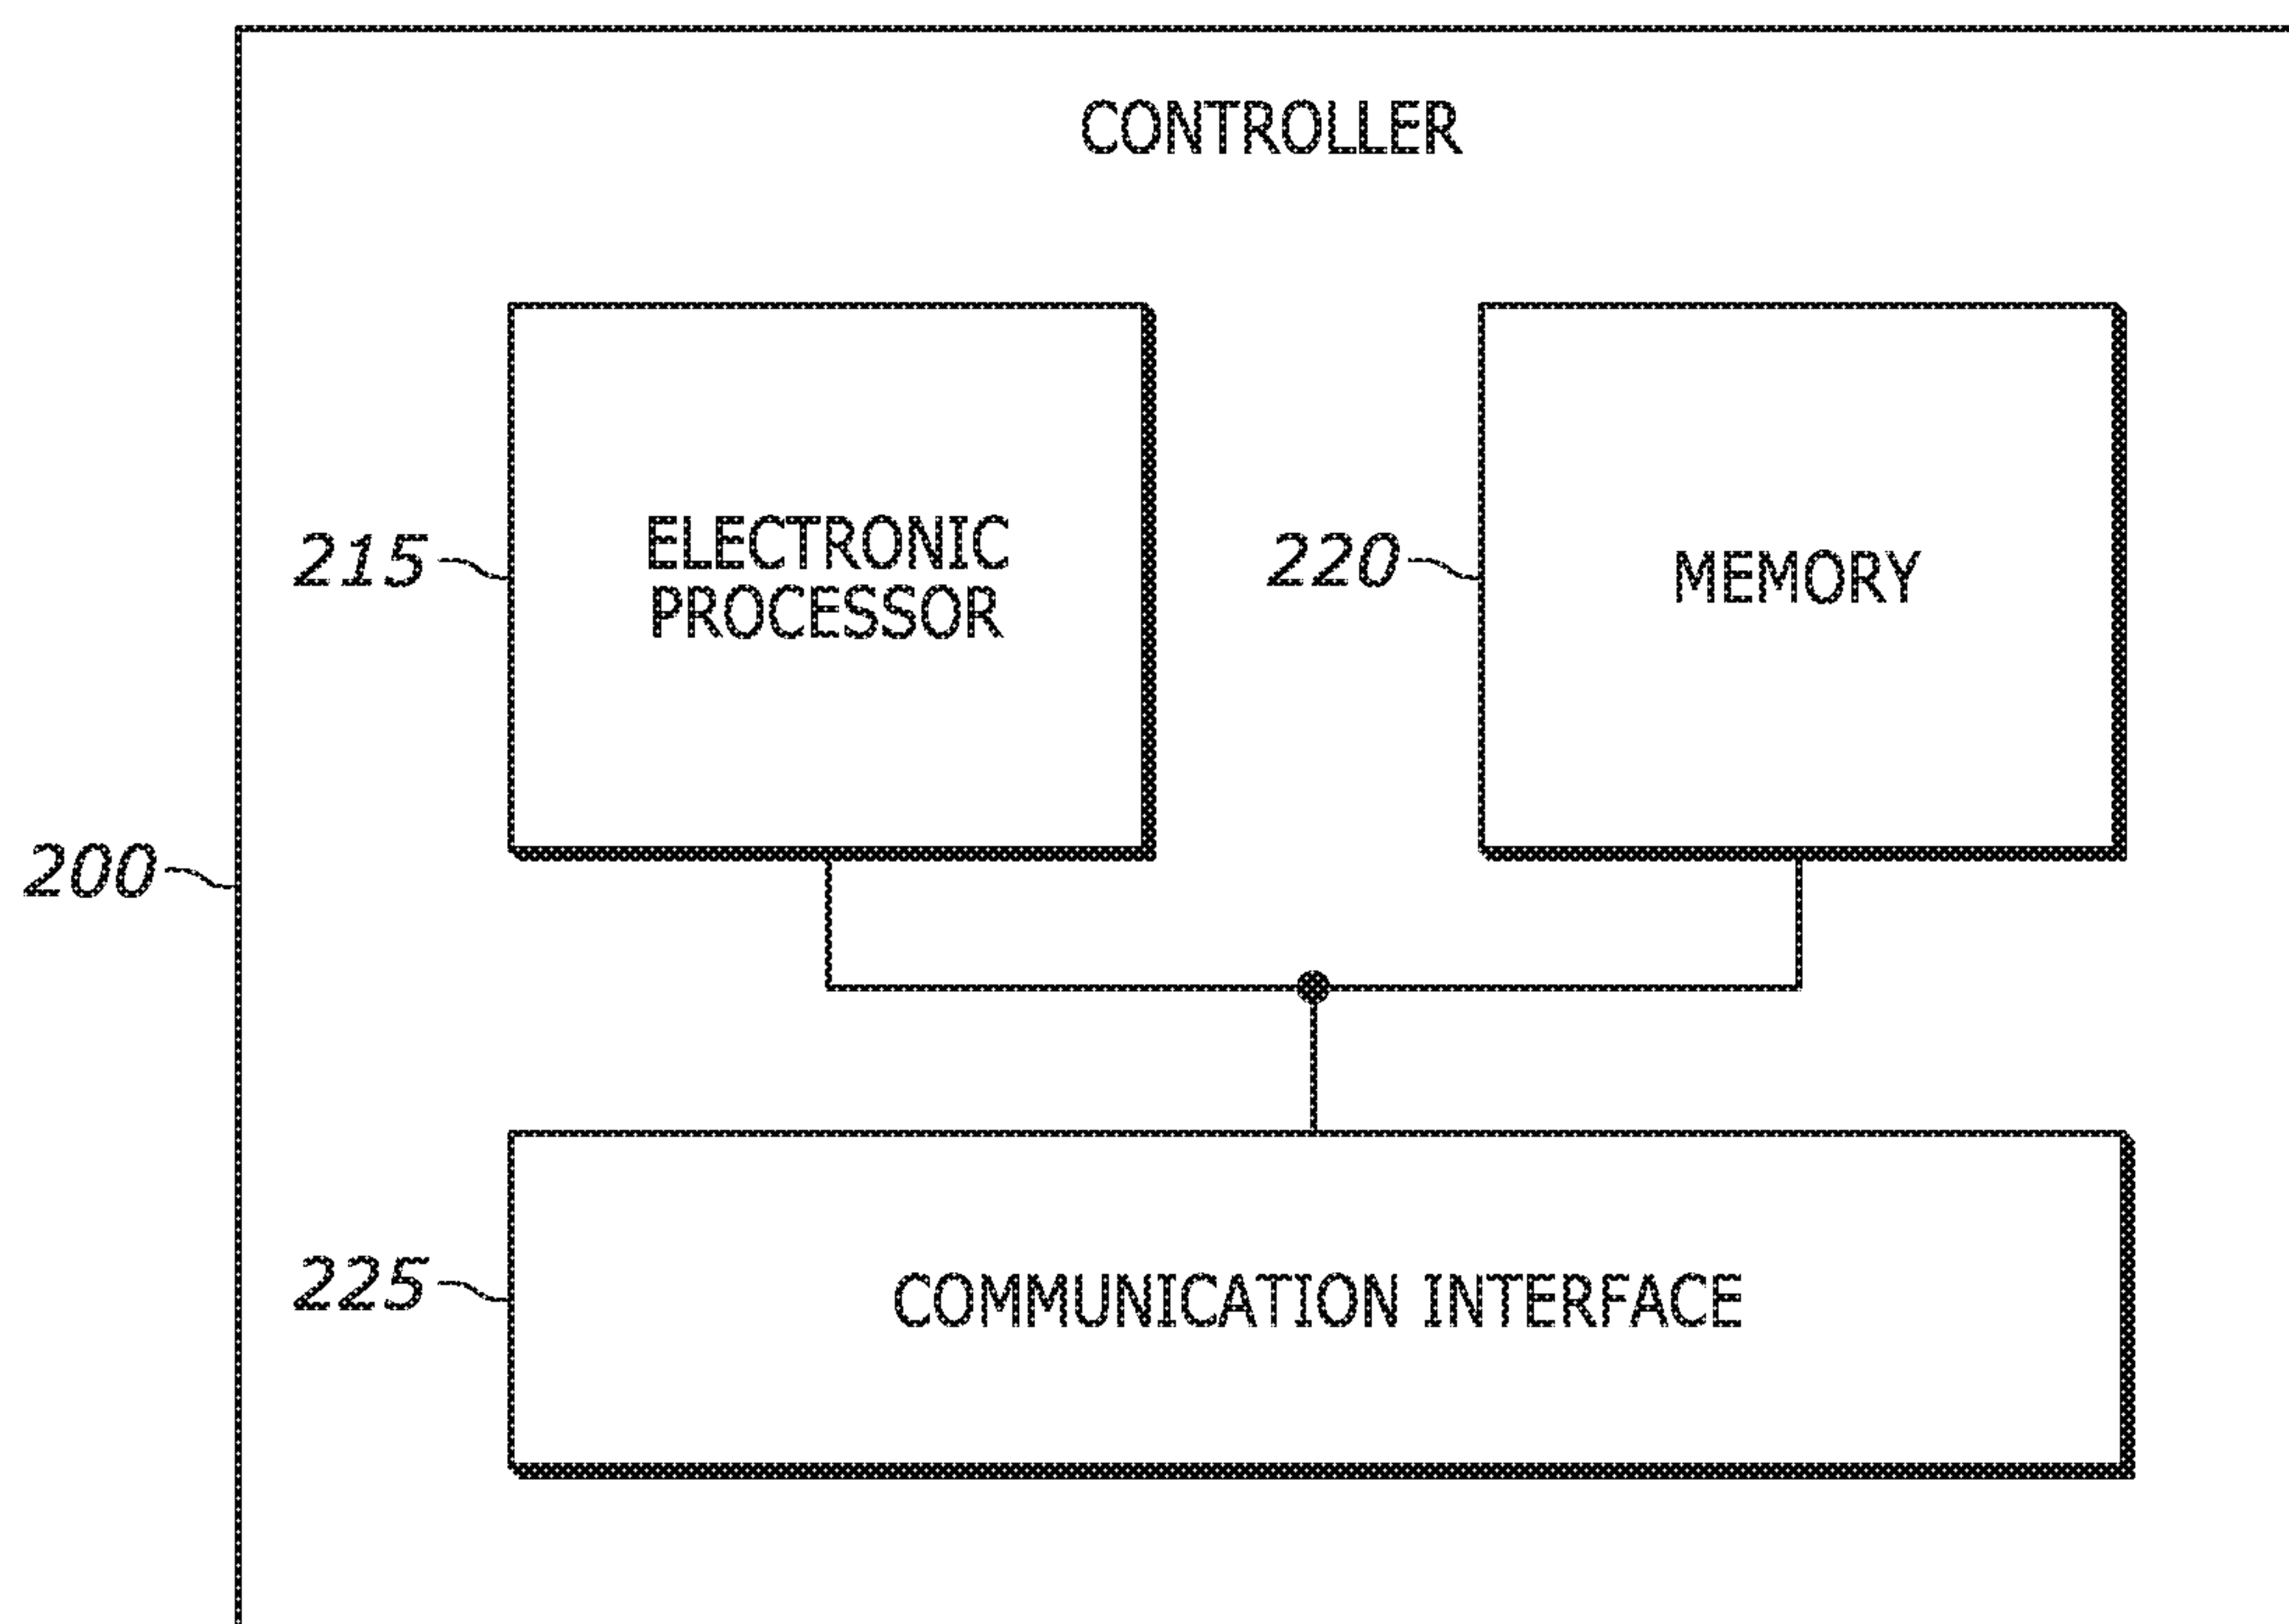 CONTROLLER
215
ELECTRONIC
PROCESSOR
220
MEMORY
200
225
COMMUNICATION INTERFACE